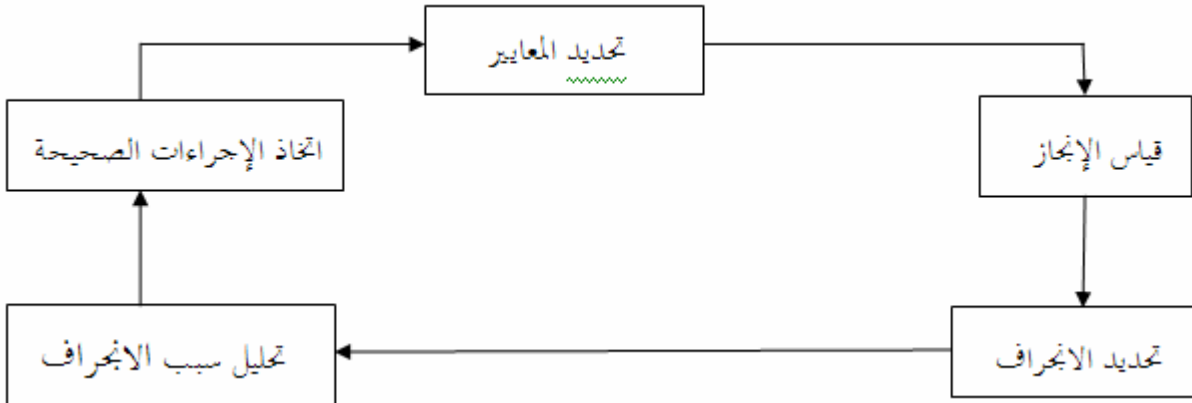 تحديد المعايير
قياس الإنجاز
اتخاذ الإجراءات الصحيحة
تحديد الانحراف
تحليل سبب الانحراف